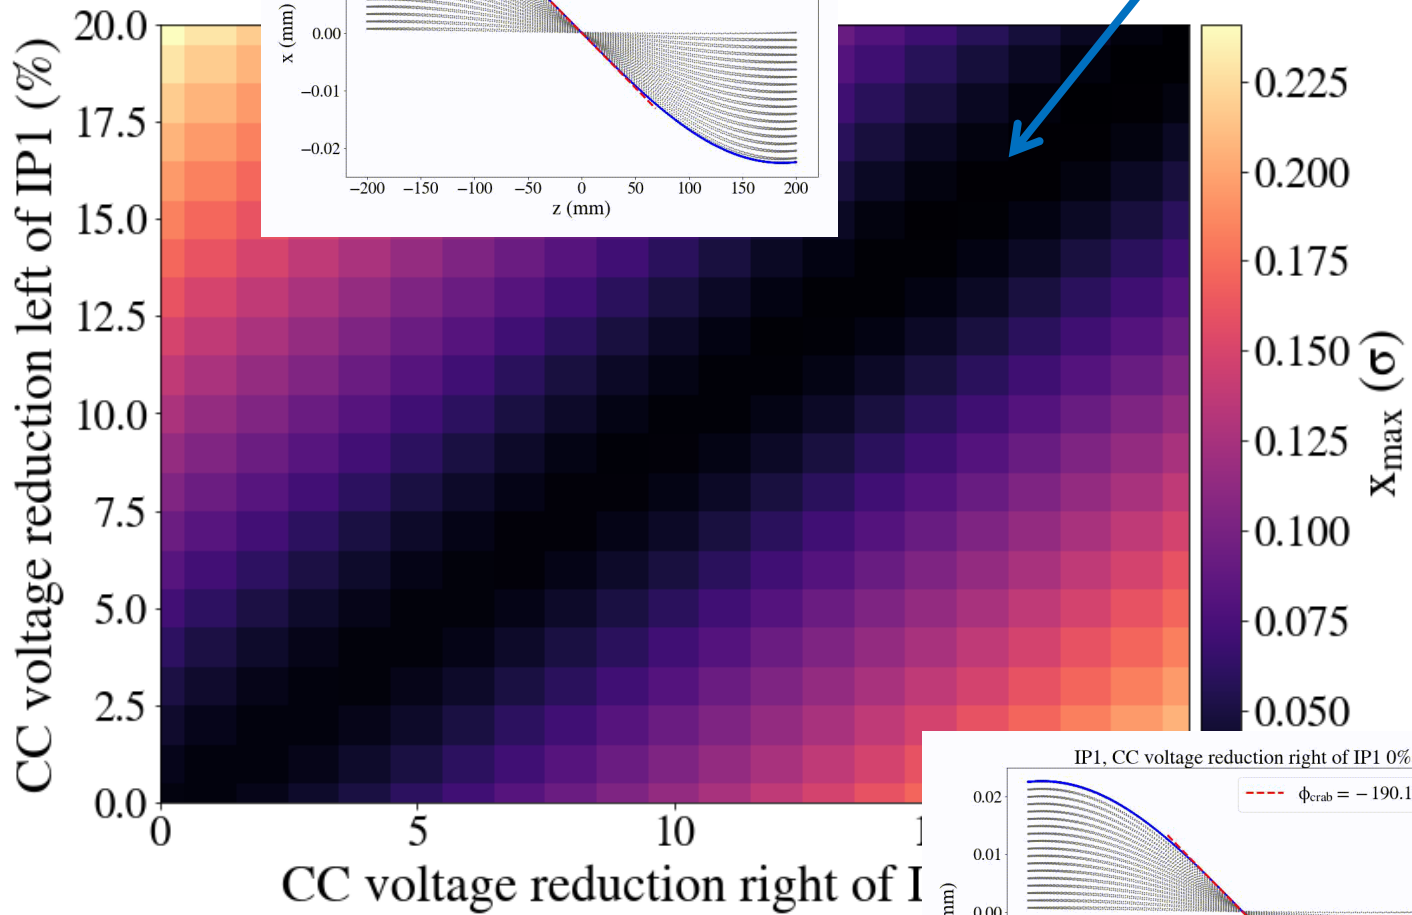 CC voltage reduction left of IP1 (%)
20.0
17.5
15.0
12.5
10.0
7.5
5.0
2.5
0.0
x (mm)
0.00
−0.01
−0.02
−200 −150 −100 −50 0 50 100 150 200
z (mm)
0.225
0.200
0.175
0.150
0.125
0.100
0.075
0.050
x_max (σ)
0 5 10
CC voltage reduction right of
IP1, CC voltage reduction right of IP1 0%
ϕ_crab = −190.1
0.02
0.01
0.00
mm)